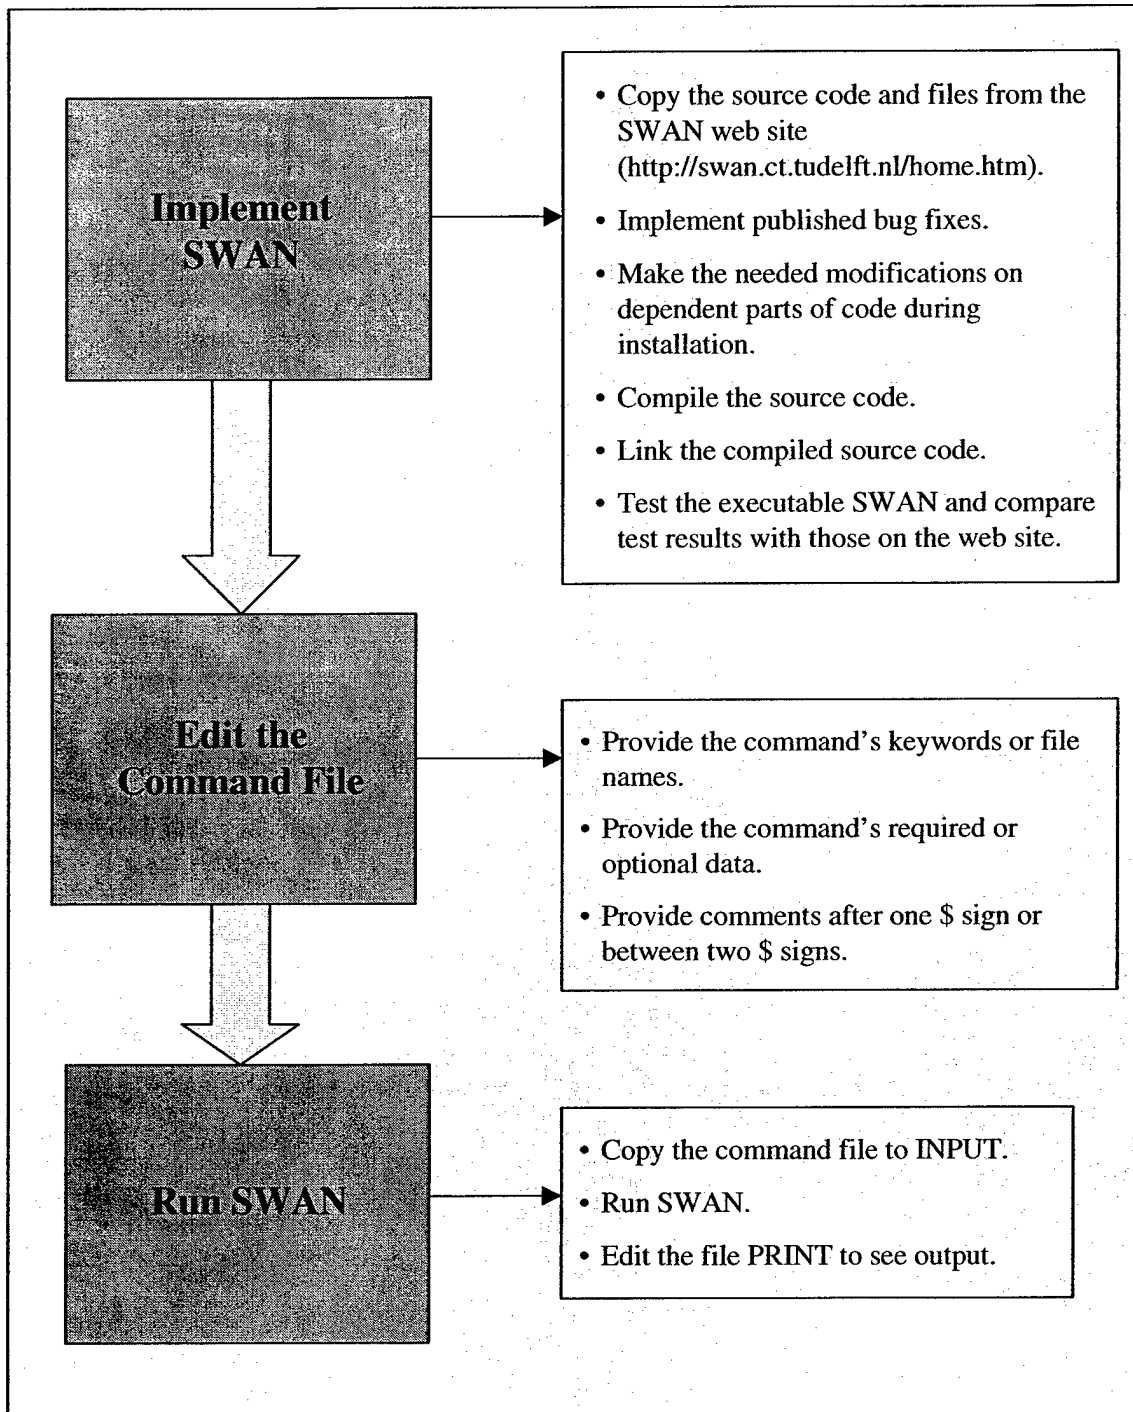 Implement
SWAN
• Copy the source code and files from the
SWAN web site
(http://swan.ct.tudelft.nl/home.htm).
• Implement published bug fixes.
• Make the needed modifications on
dependent parts of code during
installation.
• Compile the source code.
• Link the compiled source code.
• Test the executable SWAN and compare
test results with those on the web site.
Edit the
Command File
• Provide the command's keywords or file
names.
• Provide the command's required or
optional data.
• Provide comments after one $ sign or
between two $ signs.
Run SWAN
• Copy the command file to INPUT.
• Run SWAN.
• Edit the file PRINT to see output.